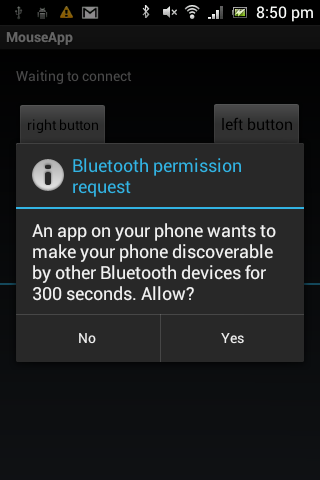 8:50 pm
MouseApp
Waiting to connect
right button
left button
Bluetooth permission
request
An app on your phone wants to
make your phone discoverable
by other Bluetooth devices for
300 seconds. Allow?
No
Yes